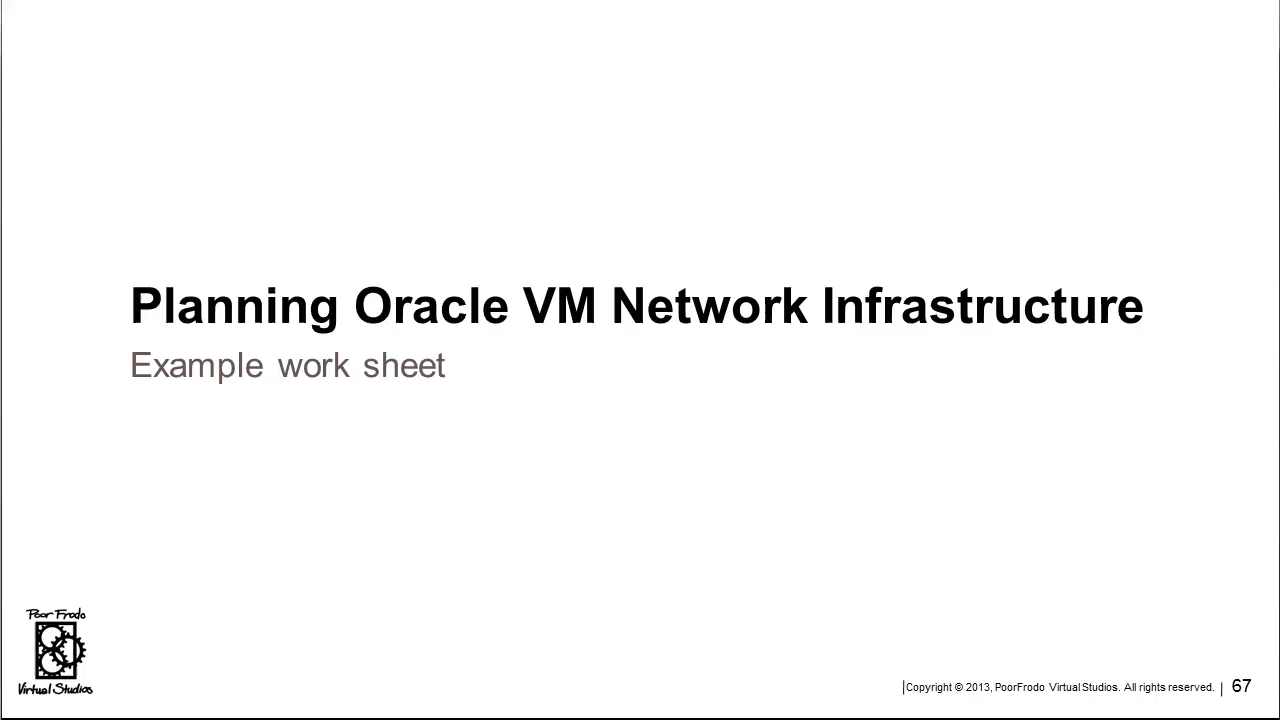 Planning Oracle VM Network Infrastructure
Example work sheet
Poor Frodo
Virtual Studios
|Copyright © 2013, PoorFrodo Virtual Studios. All rights reserved. | 67